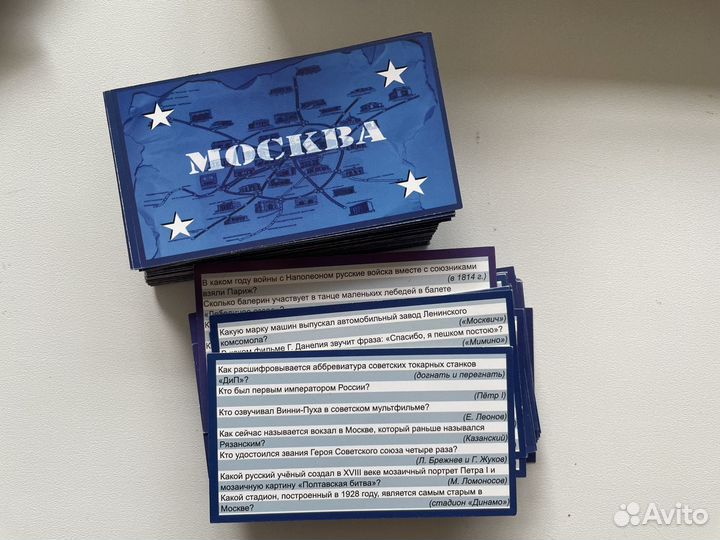 МОСКВА
В каком году войны с Наполеоном русские войска вместе с союзниками
взяли Париж? (в 1814 г.)
Сколько балерин участвует в танце маленьких лебедей в балете
Какую марку машин выпускал автомобильный завод Ленинского
комсомола? («Москвич»)
фильме Г. Данелия звучит фраза: «Спасибо, я пешком постою»?
(«Мимино»)
Как расшифровывается аббревиатура советских токарных станков
«ДиП»? (догнать и перегнать)
Кто был первым императором России?
(Пётр I)
Кто озвучивал Винни-Пуха в советском мультфильме?
(Е. Леонов)
Как сейчас называется вокзал в Москве, который раньше назывался
Рязанским? (Казанский)
Кто удостоился звания Героя Советского союза четыре раза?
(Л. Брежнев и Г. Жуков)
Какой русский учёный создал в XVIII веке мозаичный портрет Петра I и
мозаичную картину «Полтавская битва»? (М. Ломоносов)
Какой стадион, построенный в 1928 году, является самым старым в
Москве? (стадион «Динамо»)
Avito